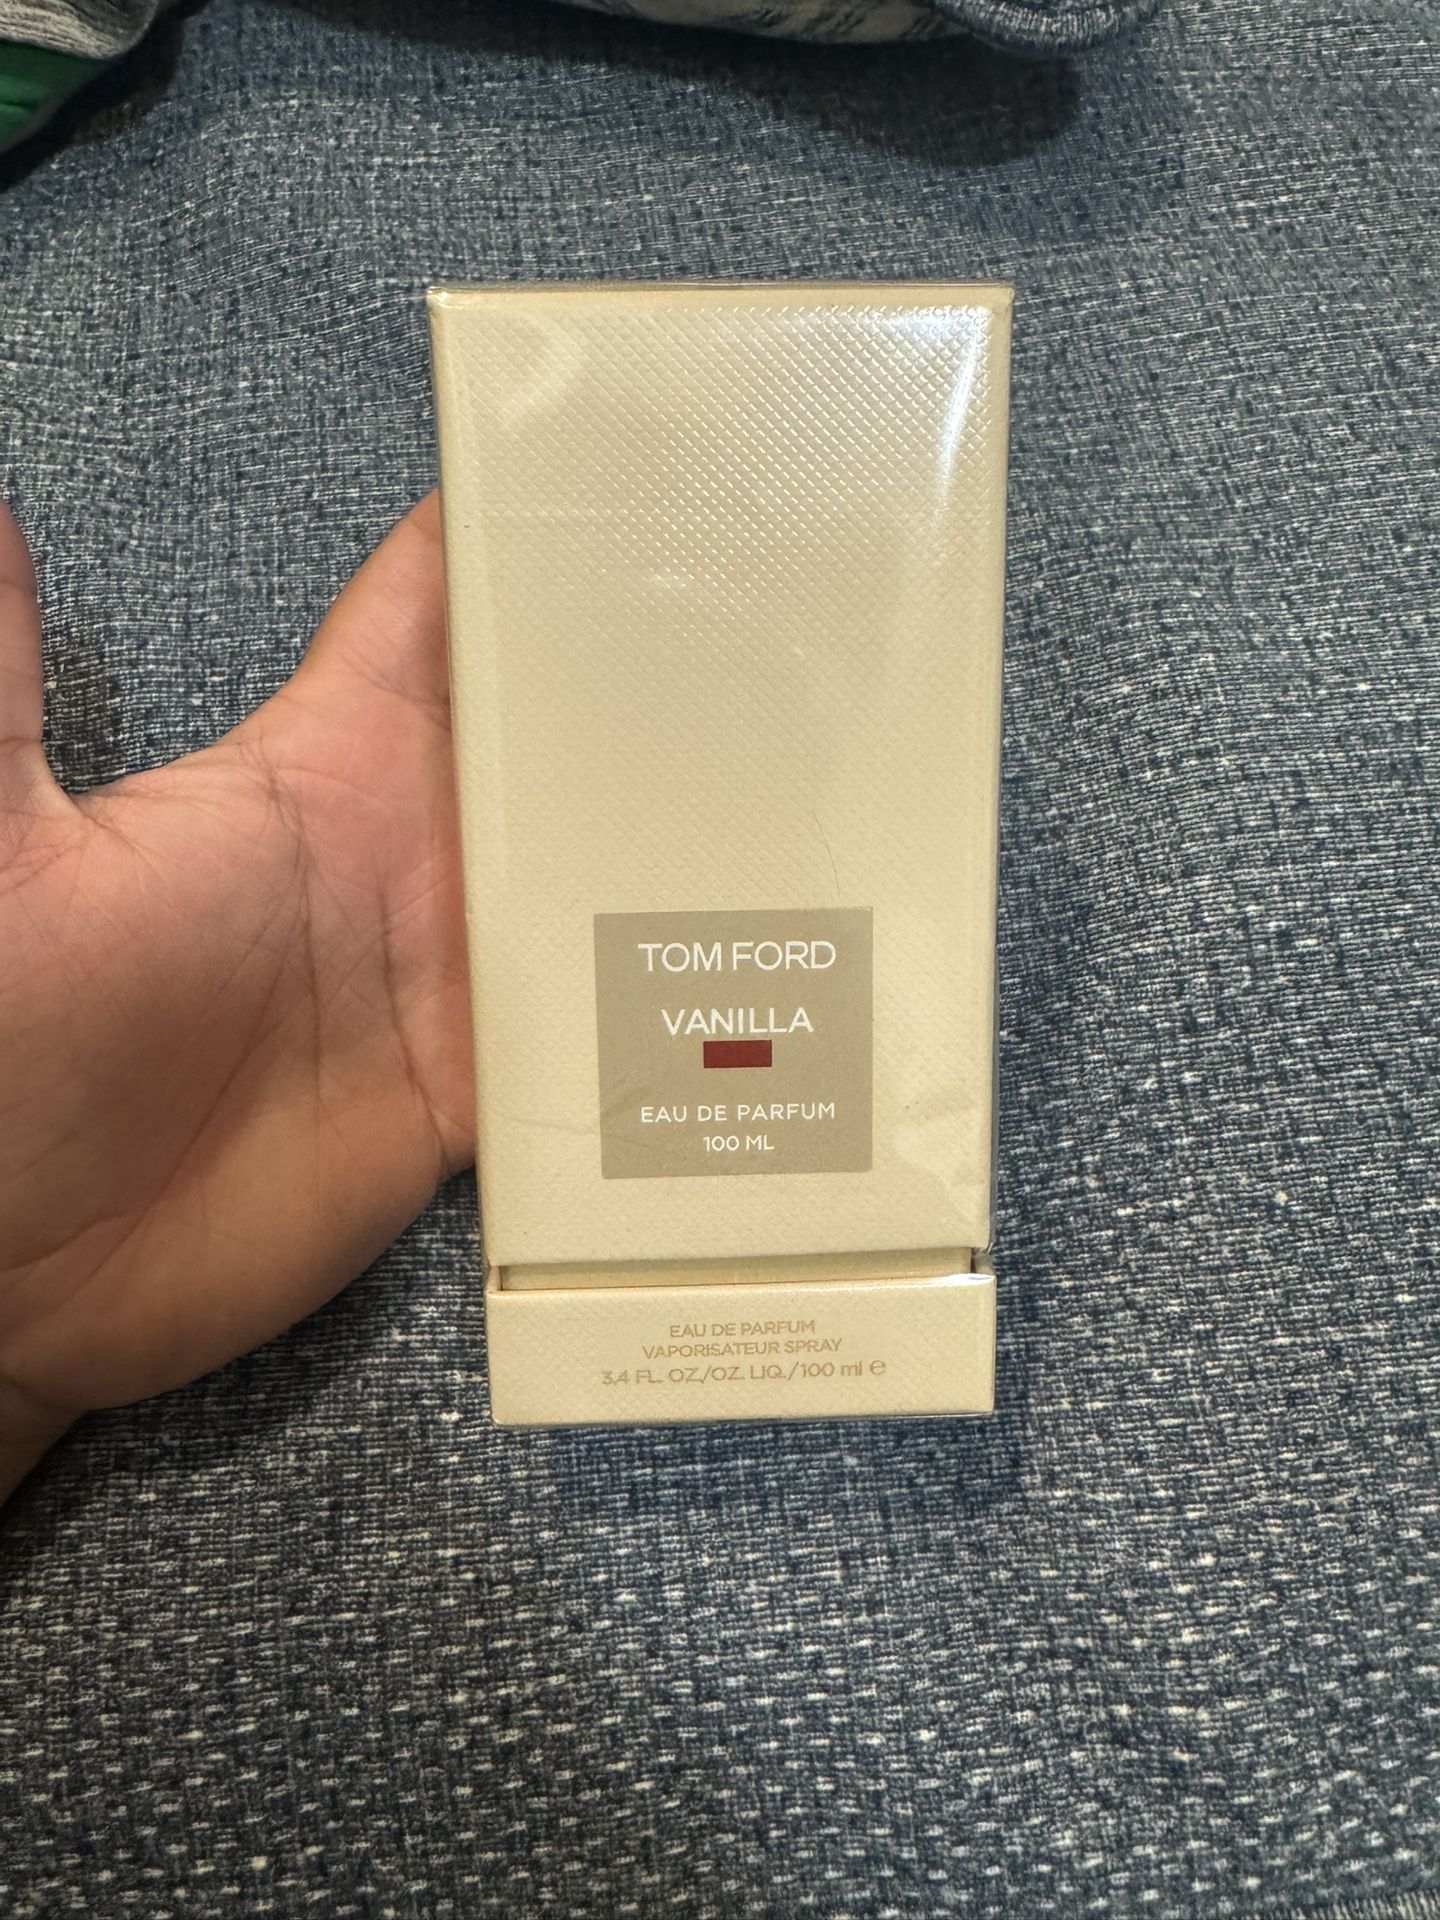 TOM FORD
VANILLA
EAU DE PARFUM
100 ML
EAU DE PARFUM
VAPORISATEUR SPRAY
3.4 FL. OZ./OZ. LIQ./100 ml ℮